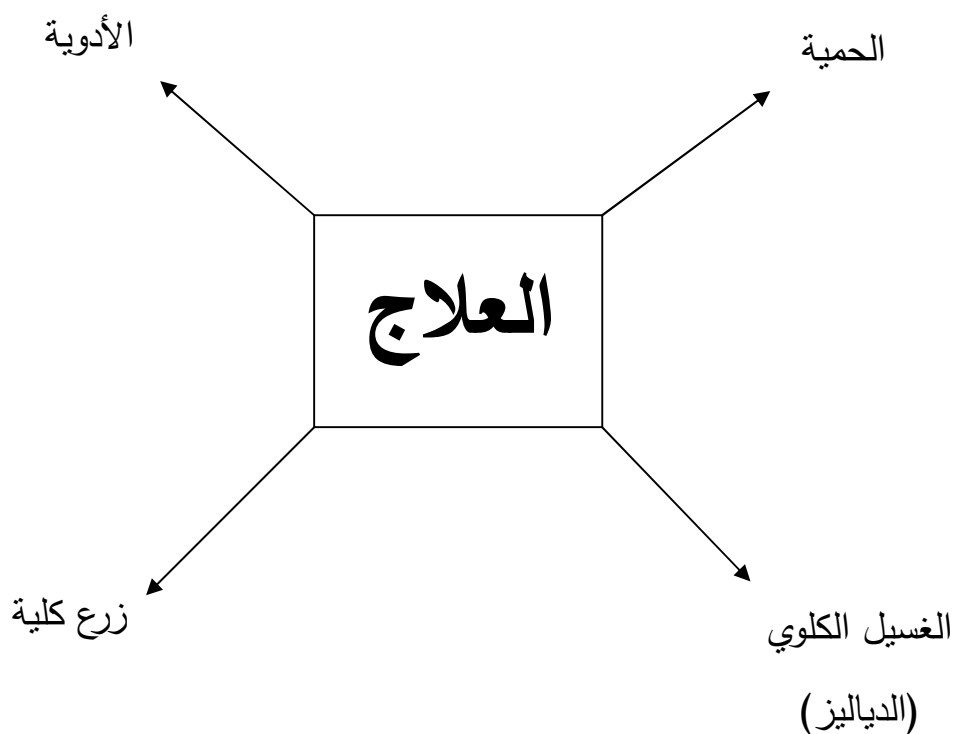 الحمية
الأدوية
العلاج
الغسيل الكلوي
(الدياليز)
زرع كلية